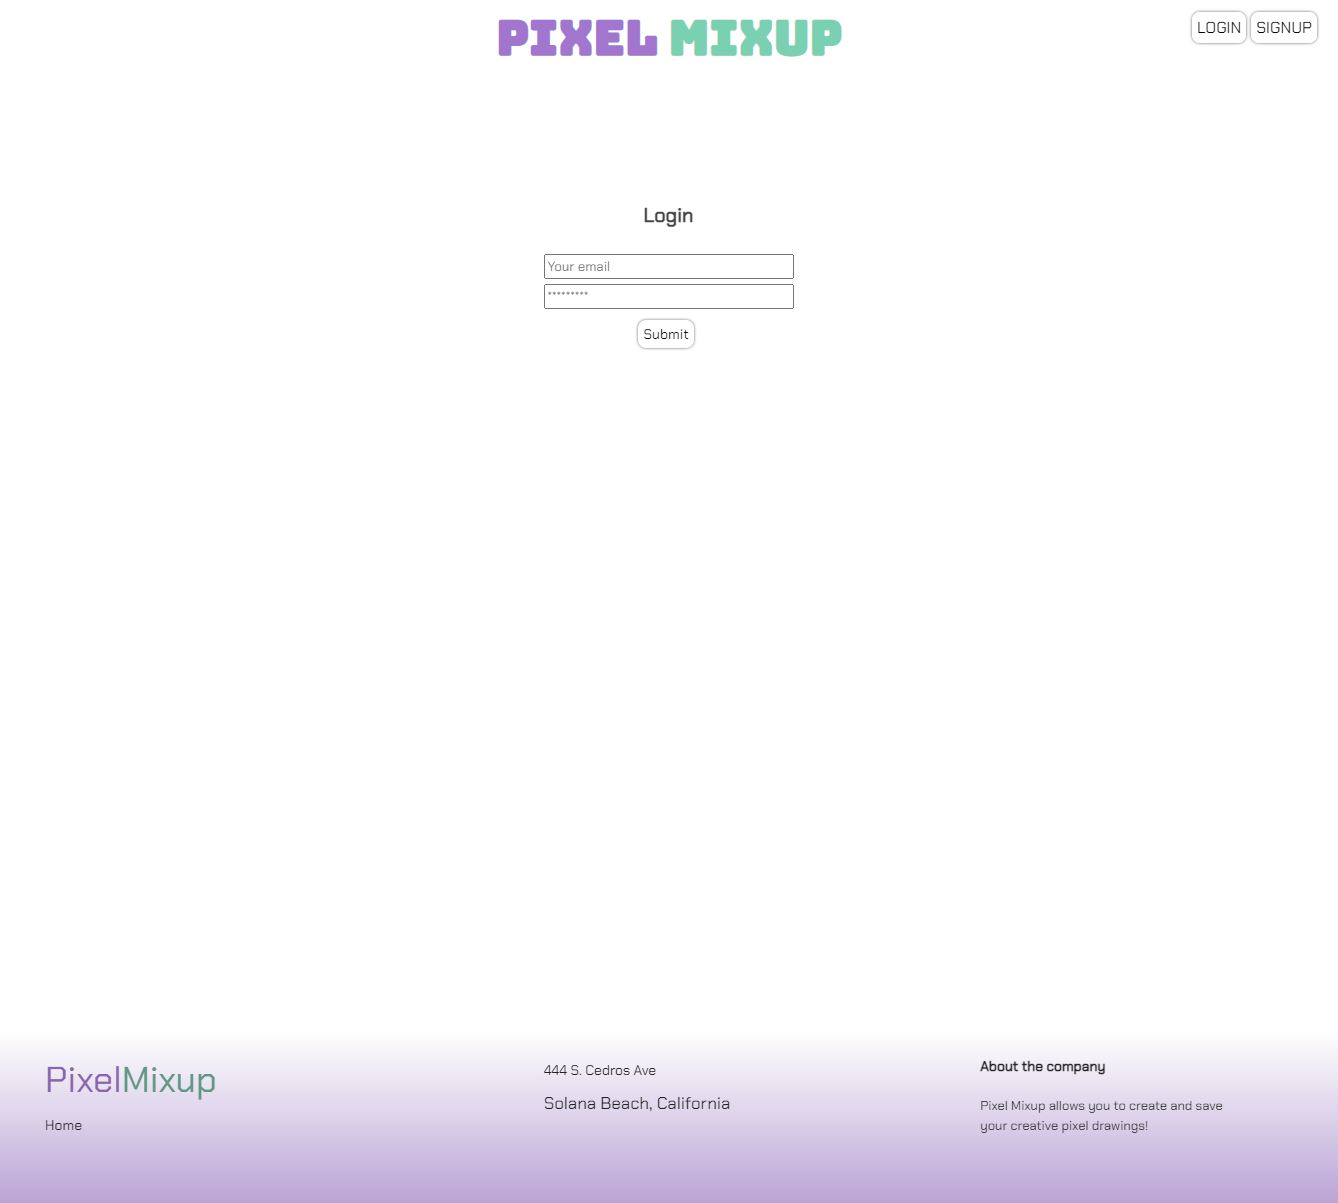 PIXEL MIXUP
LOGIN SIGNUP
Login
Your email
*********
Submit
PixelMixup
Home
444 S. Cedros Ave
Solana Beach, California
About the company
Pixel Mixup allows you to create and save
your creative pixel drawings!